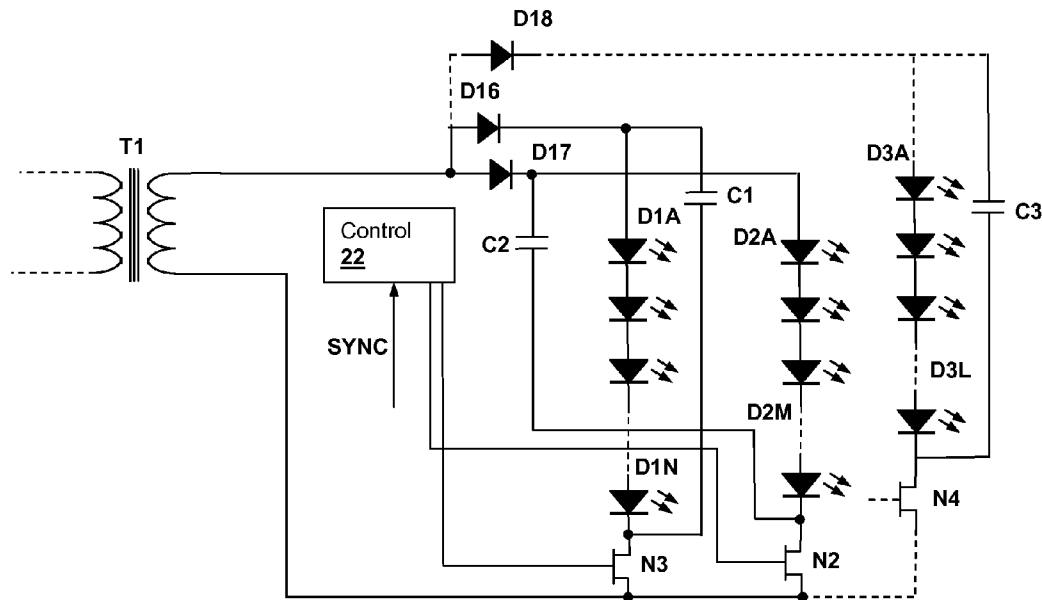 D18
D16
T1
D17
D3A
D1A
C1
Control
22
C2
D2A
C3
SYNC
D3L
D2M
D1N
N4
N3
N2